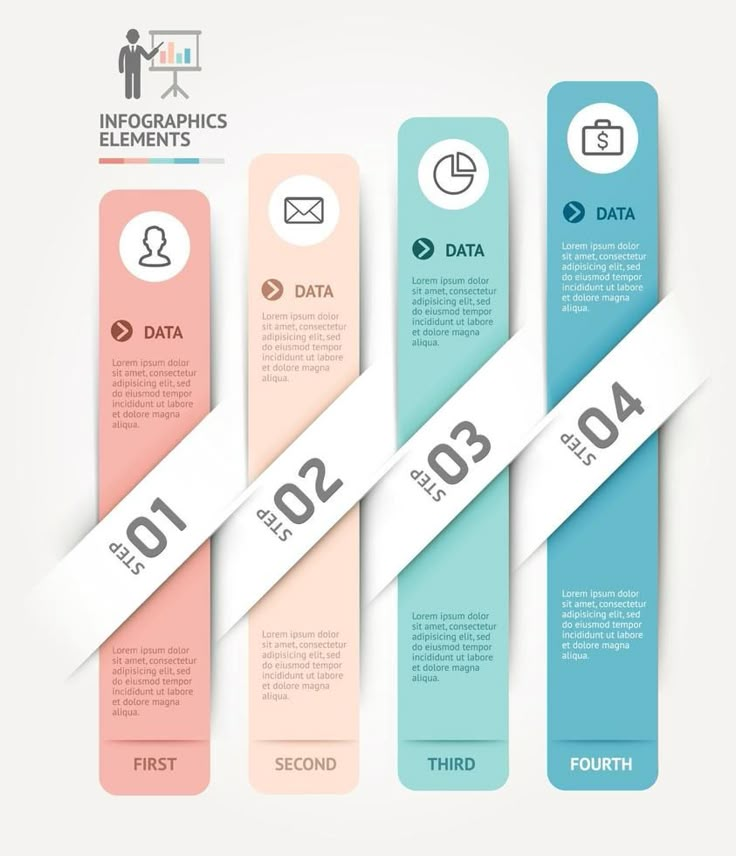 INFOGRAPHICS
ELEMENTS
DATA
Lorem ipsum dolor
sit amet, consectetur
adipisicing elit, sed
do eiusmod tempor
incididunt ut labore
et dolore magna
aliqua.
STEP 01
Lorem ipsum dolor
sit amet, consectetur
adipisicing elit, sed
do eiusmod tempor
incididunt ut labore
et dolore magna
aliqua.
FIRST
DATA
Lorem ipsum dolor
sit amet, consectetur
adipisicing elit, sed
do eiusmod tempor
incididunt ut labore
et dolore magna
aliqua.
STEP 02
Lorem ipsum dolor
sit amet, consectetur
adipisicing elit, sed
do eiusmod tempor
incididunt ut labore
et dolore magna
aliqua.
SECOND
DATA
Lorem ipsum dolor
sit amet, consectetur
adipisicing elit, sed
do eiusmod tempor
incididunt ut labore
et dolore magna
aliqua.
STEP 03
Lorem ipsum dolor
sit amet, consectetur
adipisicing elit, sed
do eiusmod tempor
incididunt ut labore
et dolore magna
aliqua.
THIRD
$
DATA
Lorem ipsum dolor
sit amet, consectetur
adipisicing elit, sed
do eiusmod tempor
incididunt ut labore
et dolore magna
aliqua.
STEP 04
Lorem ipsum dolor
sit amet, consectetur
adipisicing elit, sed
do eiusmod tempor
incididunt ut labore
et dolore magna
aliqua.
FOURTH